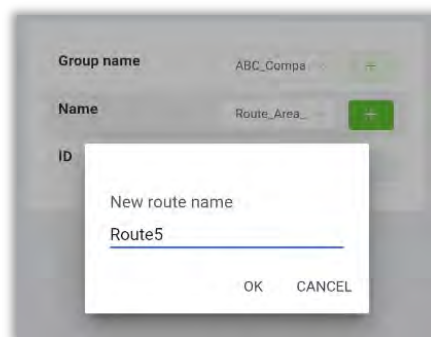 Group name ABC_Compa +
Name Route_Area_ +
ID
New route name
Route5
OK CANCEL